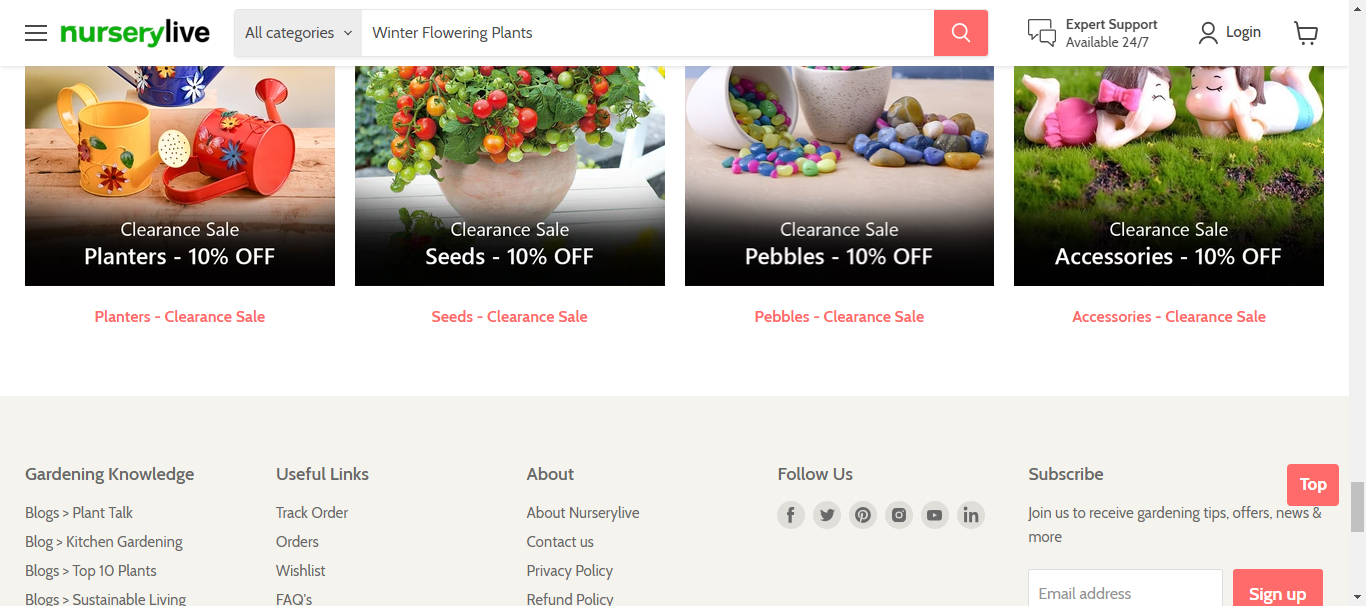 nurserylive
All categories
Winter Flowering Plants
Expert Support
Available 24/7
Login
Clearance Sale
Planters - 10% OFF
Clearance Sale
Seeds - 10% OFF
Clearance Sale
Pebbles - 10% OFF
Clearance Sale
Accessories - 10% OFF
Planters - Clearance Sale
Seeds - Clearance Sale
Pebbles - Clearance Sale
Accessories - Clearance Sale
Gardening Knowledge
Blogs > Plant Talk
Blog > Kitchen Gardening
Blogs > Top 10 Plants
Blogs > Sustainable Living
Useful Links
Track Order
Orders
Wishlist
FAQ's
About
About Nurserylive
Contact us
Privacy Policy
Refund Policy
Follow Us
Subscribe
Top
Join us to receive gardening tips, offers, news &
more
Email address
Sign up